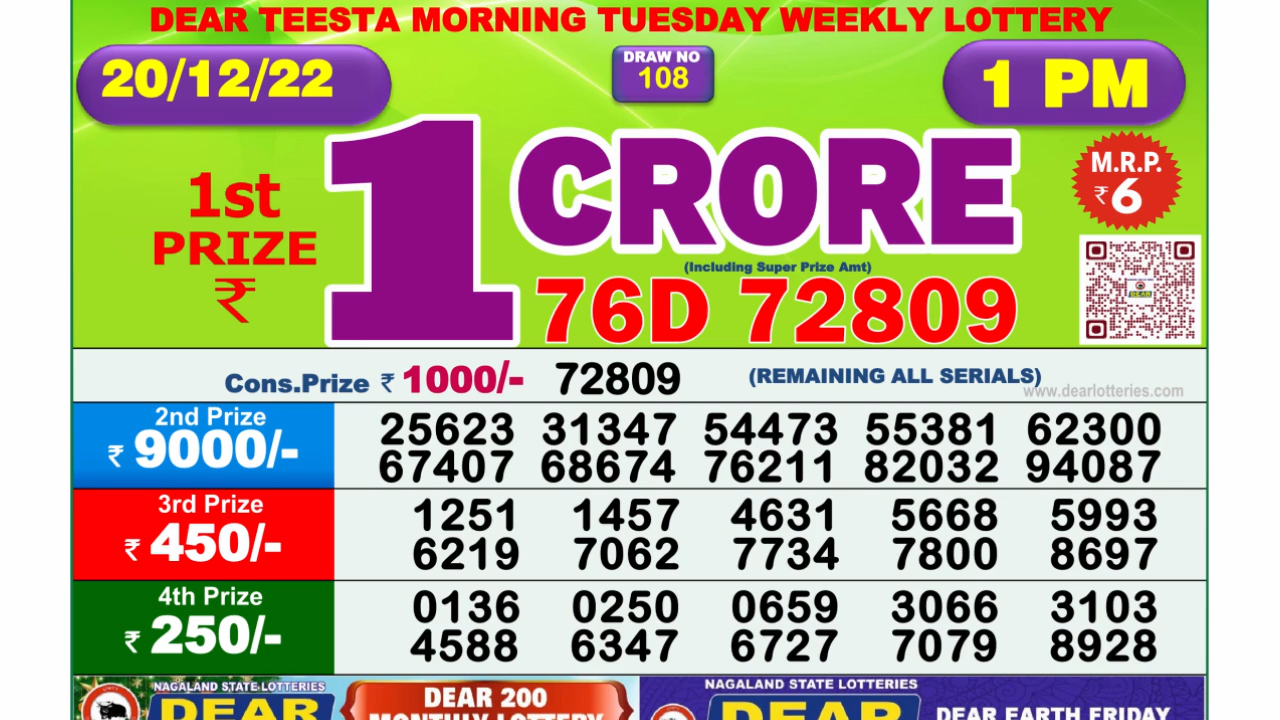 DEAR TEESTA MORNING TUESDAY WEEKLY LOTTERY
20/12/22
DRAW NO
108
1 PM
1st
PRIZE
₹
1 CRORE
(Including Super Prize Amt)
76D 72809
M.R.P.
₹6
DEAR
Cons.Prize ₹ 1000/- 72809 (REMAINING ALL SERIALS)
www.dearlotteries.com
2nd Prize
₹ 9000/-
25623 31347 54473 55381 62300
67407 68674 76211 82032 94087
3rd Prize
₹ 450/-
1251 1457 4631 5668 5993
6219 7062 7734 7800 8697
4th Prize
₹ 250/-
0136 0250 0659 3066 3103
4588 6347 6727 7079 8928
NAGALAND STATE LOTTERIES
DEAR
DEAR 200
MONTHLY LOTTERY
NAGALAND STATE LOTTERIES
DEAR
DEAR EARTH FRIDAY